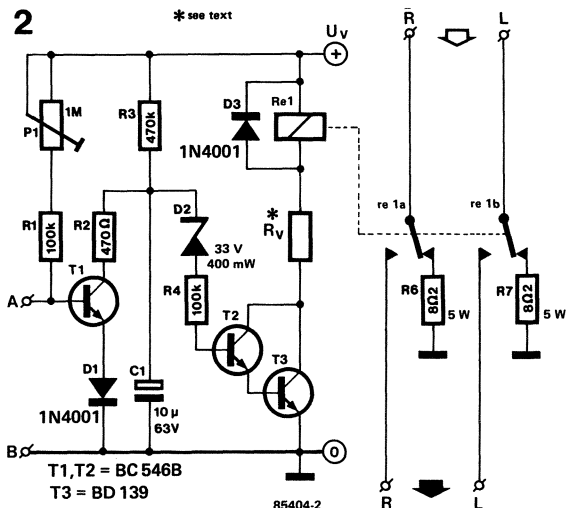 2
* see text
R
L
UV
+
D3
Re1
1M
P1
R3
470k
1N4001
re 1a
re 1b
D2
*
RV
R1
100k
R2
470Ω
33 V
400 mW
T1
R4
100k
R6
8Ω2
5 W
R7
8Ω2
5 W
A
T2
T3
D1
C1
1N4001
10 µ
63V
B
0
T1,T2 = BC 546B
T3 = BD 139
85404-2
R
L